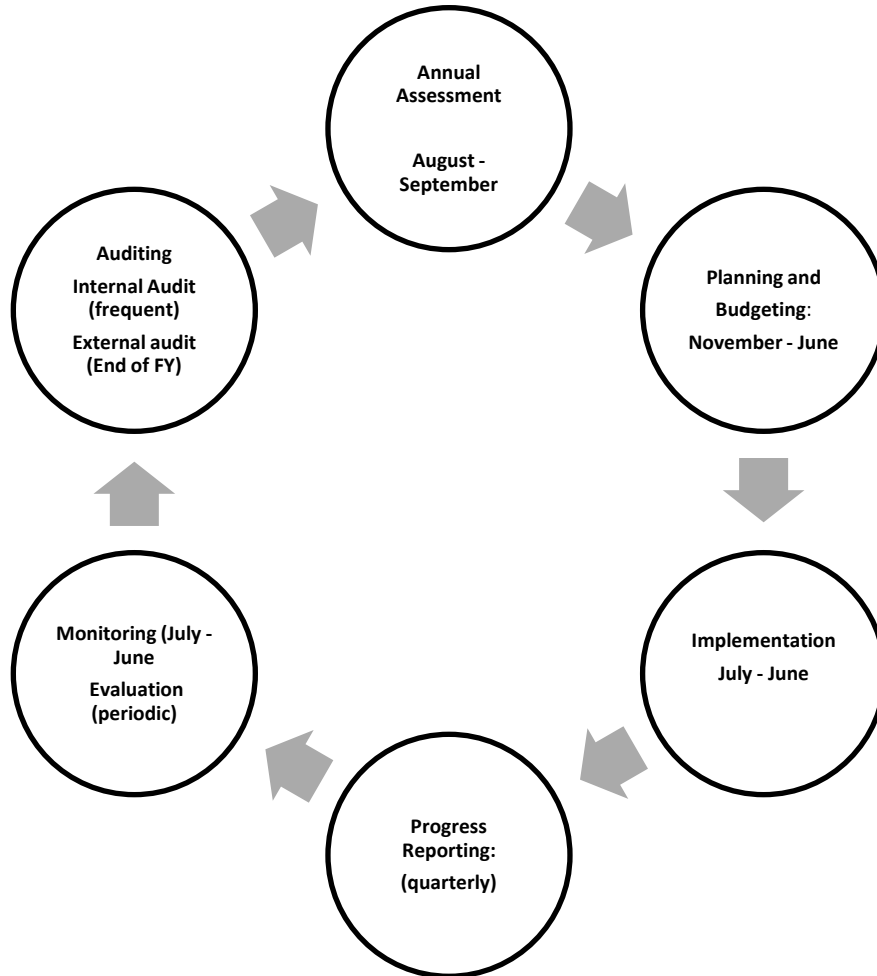 Annual
Assessment
August -
September
Planning and
Budgeting:
November - June
Implementation
July - June
Progress
Reporting:
(quarterly)
Monitoring (July -
June
Evaluation
(periodic)
Auditing
Internal Audit
(frequent)
External audit
(End of FY)